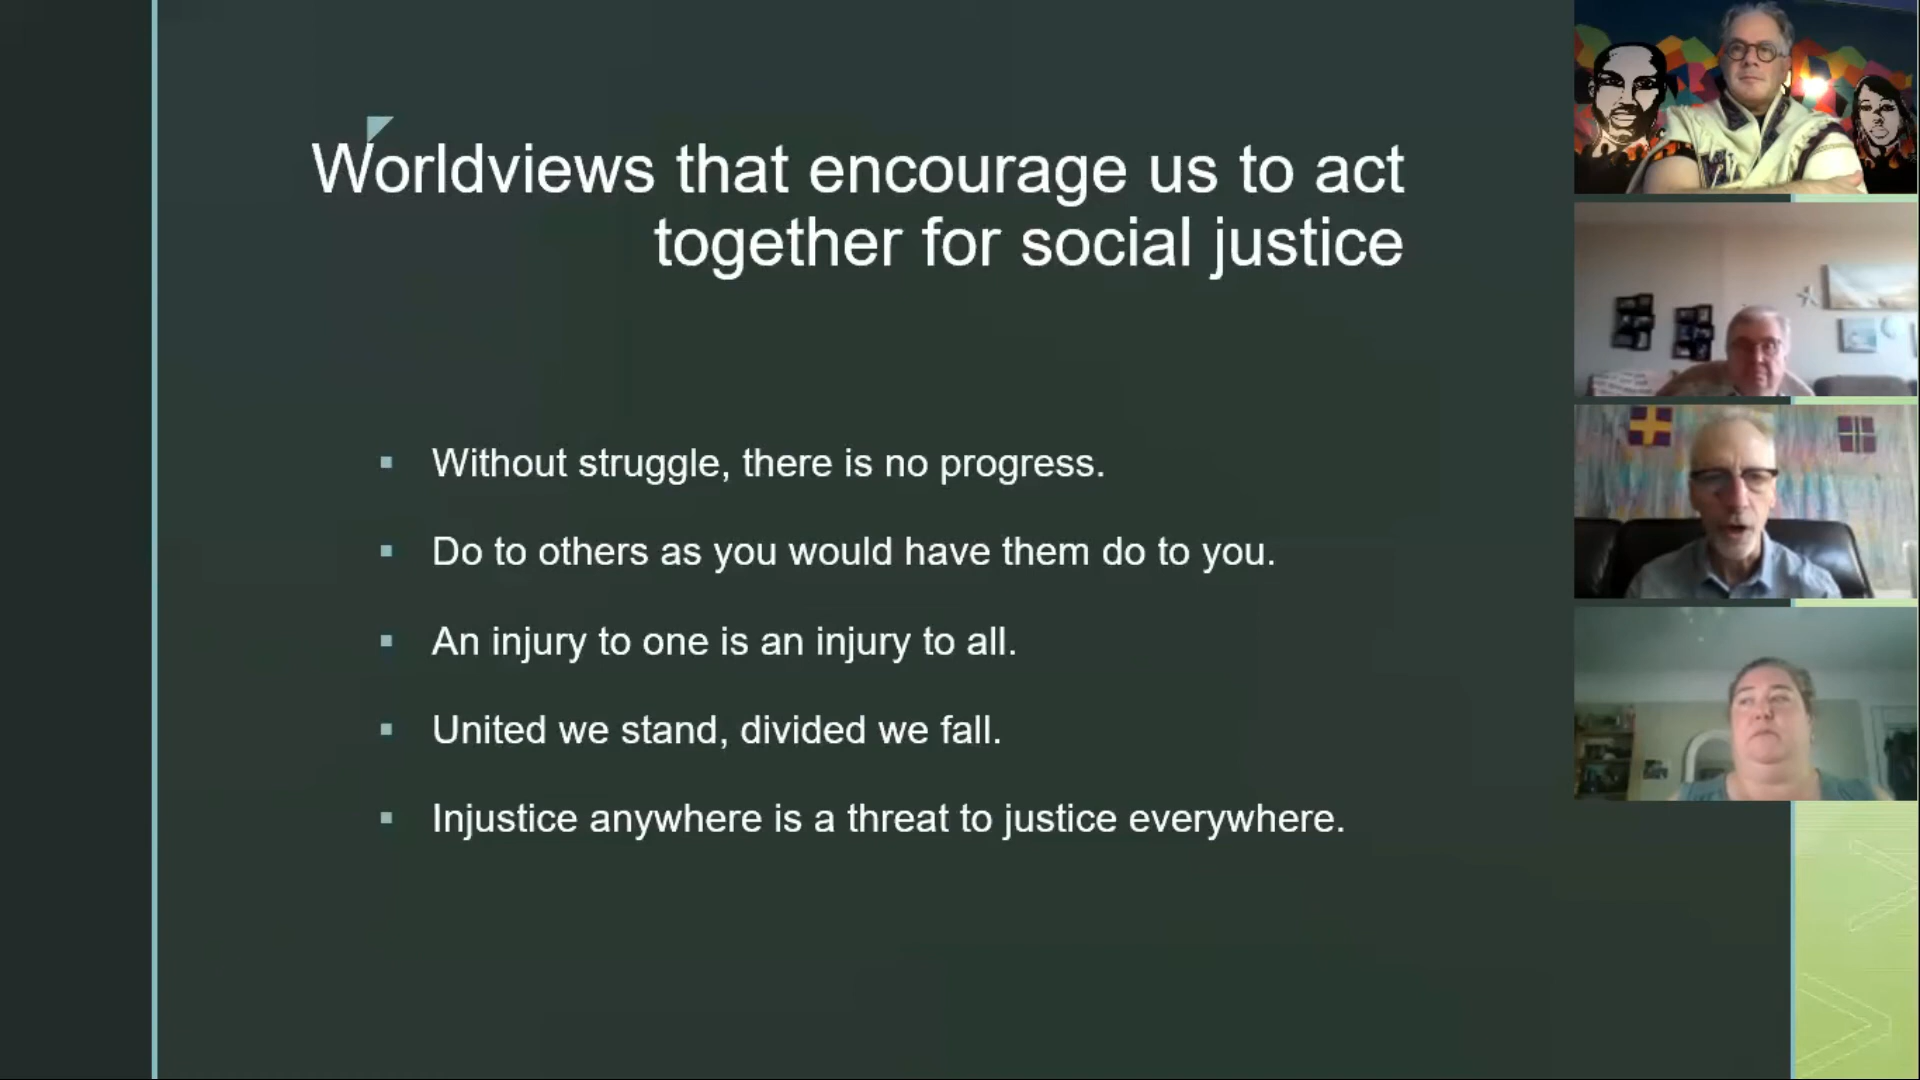 Worldviews that encourage us to act
together for social justice
Without struggle, there is no progress.
Do to others as you would have them do to you.
An injury to one is an injury to all.
United we stand, divided we fall.
Injustice anywhere is a threat to justice everywhere.